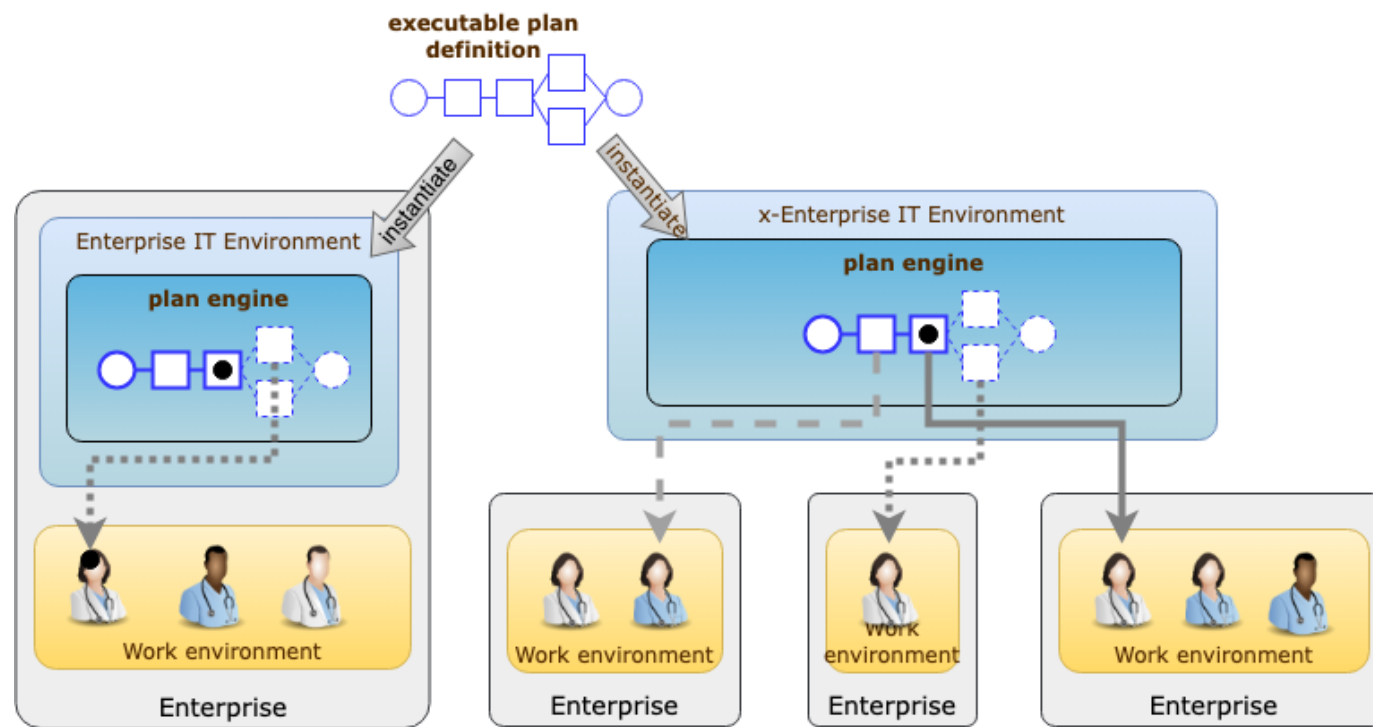 executable plan
definition
instantiate
instantiate
Enterprise IT Environment
plan engine
x-Enterprise IT Environment
plan engine
Work environment
Enterprise
Work environment
Enterprise
Work
environment
Enterprise
Work environment
Enterprise